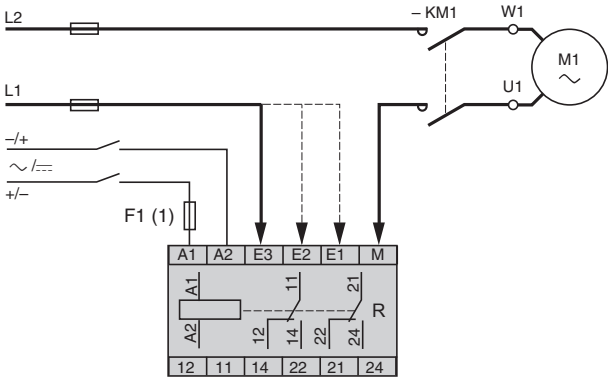 L2
– KM1
W1
M1
~
L1
U1
–/+
~ /⎓
+/–
F1 (1)
A1 A2 E3 E2 E1 M
A1
A2
11
12
14
21
22
24
R
12 11 14 22 21 24